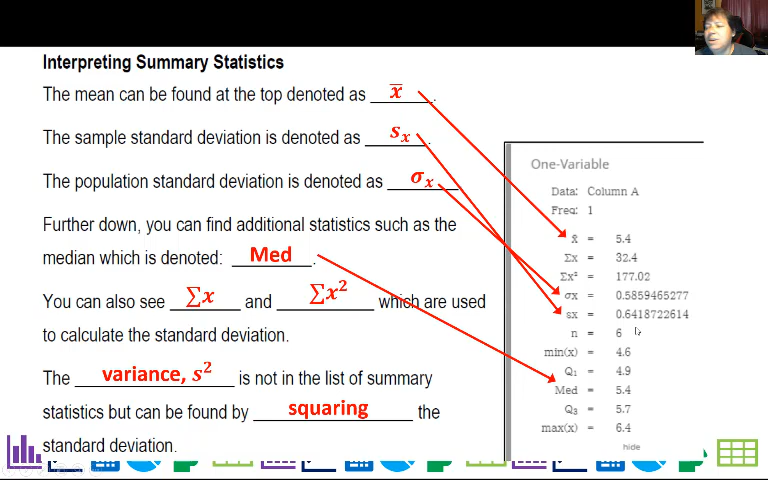 Interpreting Summary Statistics
The mean can be found at the top denoted as x̅.
The sample standard deviation is denoted as sₓ.
The population standard deviation is denoted as σₓ
Further down, you can find additional statistics such as the
median which is denoted: Med.
You can also see ∑x and ∑x² which are used
to calculate the standard deviation.
The variance, s² is not in the list of summary
statistics but can be found by squaring the
standard deviation.
One-Variable
Data: Column A
Freq: 1
x̅ = 5.4
Σx = 32.4
Σx² = 177.02
σx = 0.5859465277
sx = 0.6418722614
n = 6
min(x) = 4.6
Q₁ = 4.9
Med = 5.4
Q₃ = 5.7
max(x) = 6.4
hide